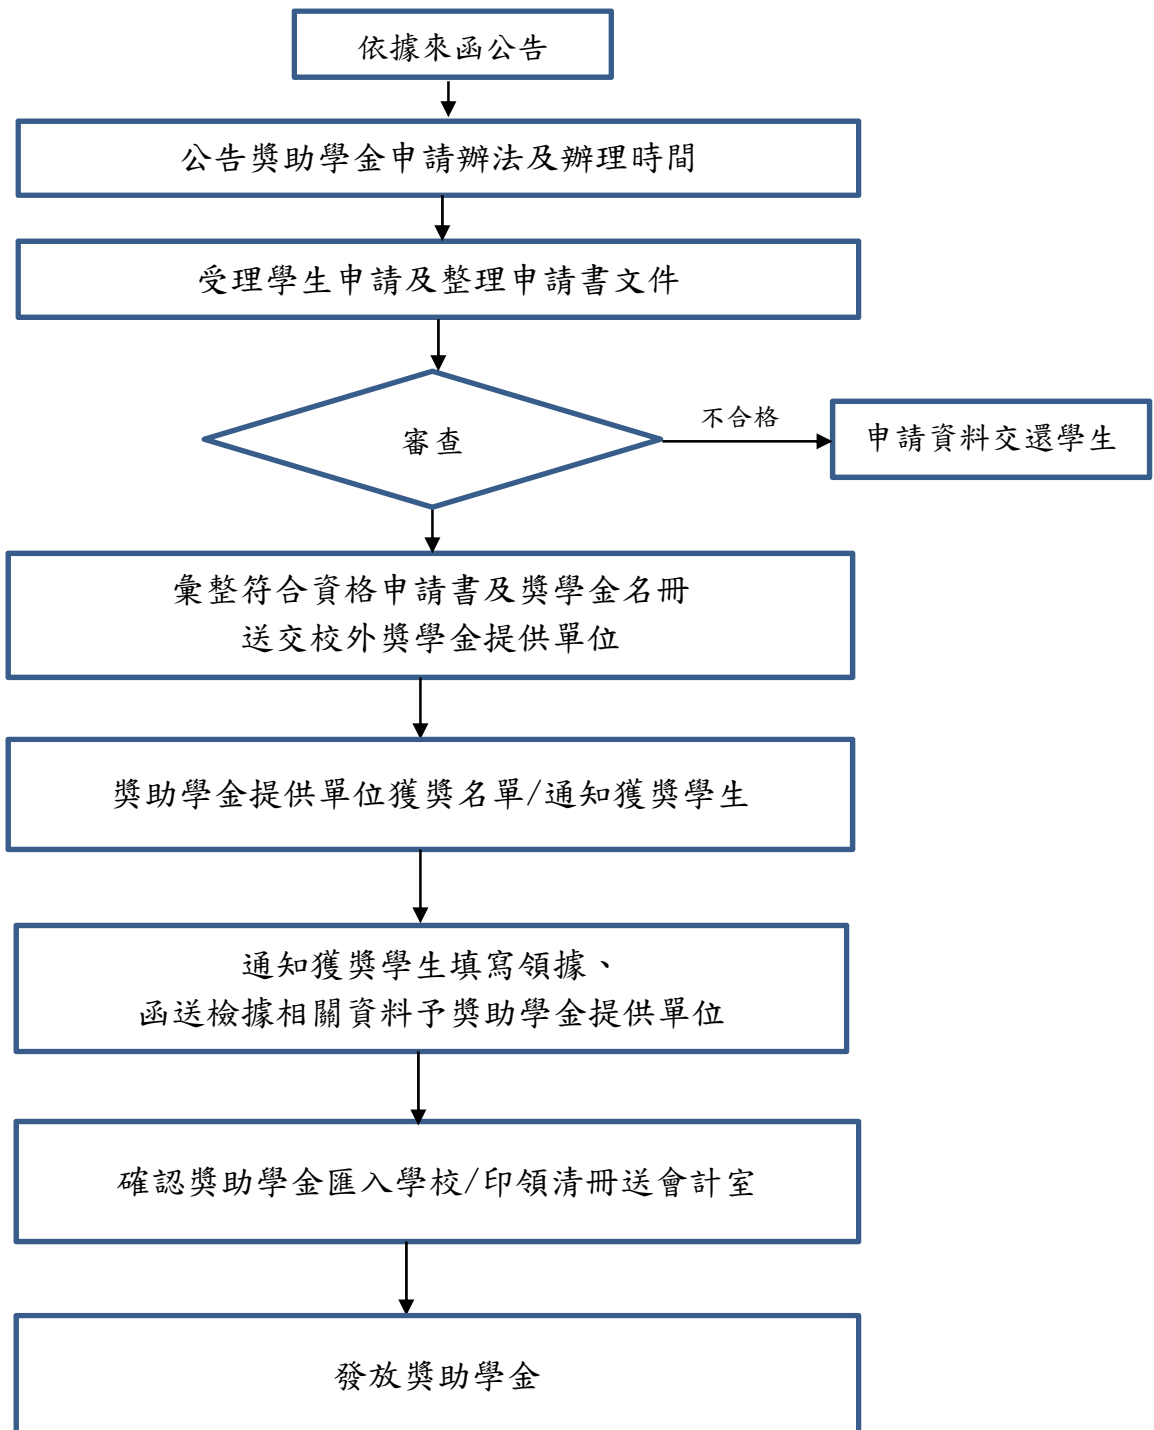 依據來函公告
公告獎助學金申請辦法及辦理時間
受理學生申請及整理申請書文件
審查
不合格
申請資料交還學生
彙整符合資格申請書及獎學金名冊
送交校外獎學金提供單位
獎助學金提供單位獲獎名單/通知獲獎學生
通知獲獎學生填寫領據、
函送檢據相關資料予獎助學金提供單位
確認獎助學金匯入學校/印領清冊送會計室
發放獎助學金